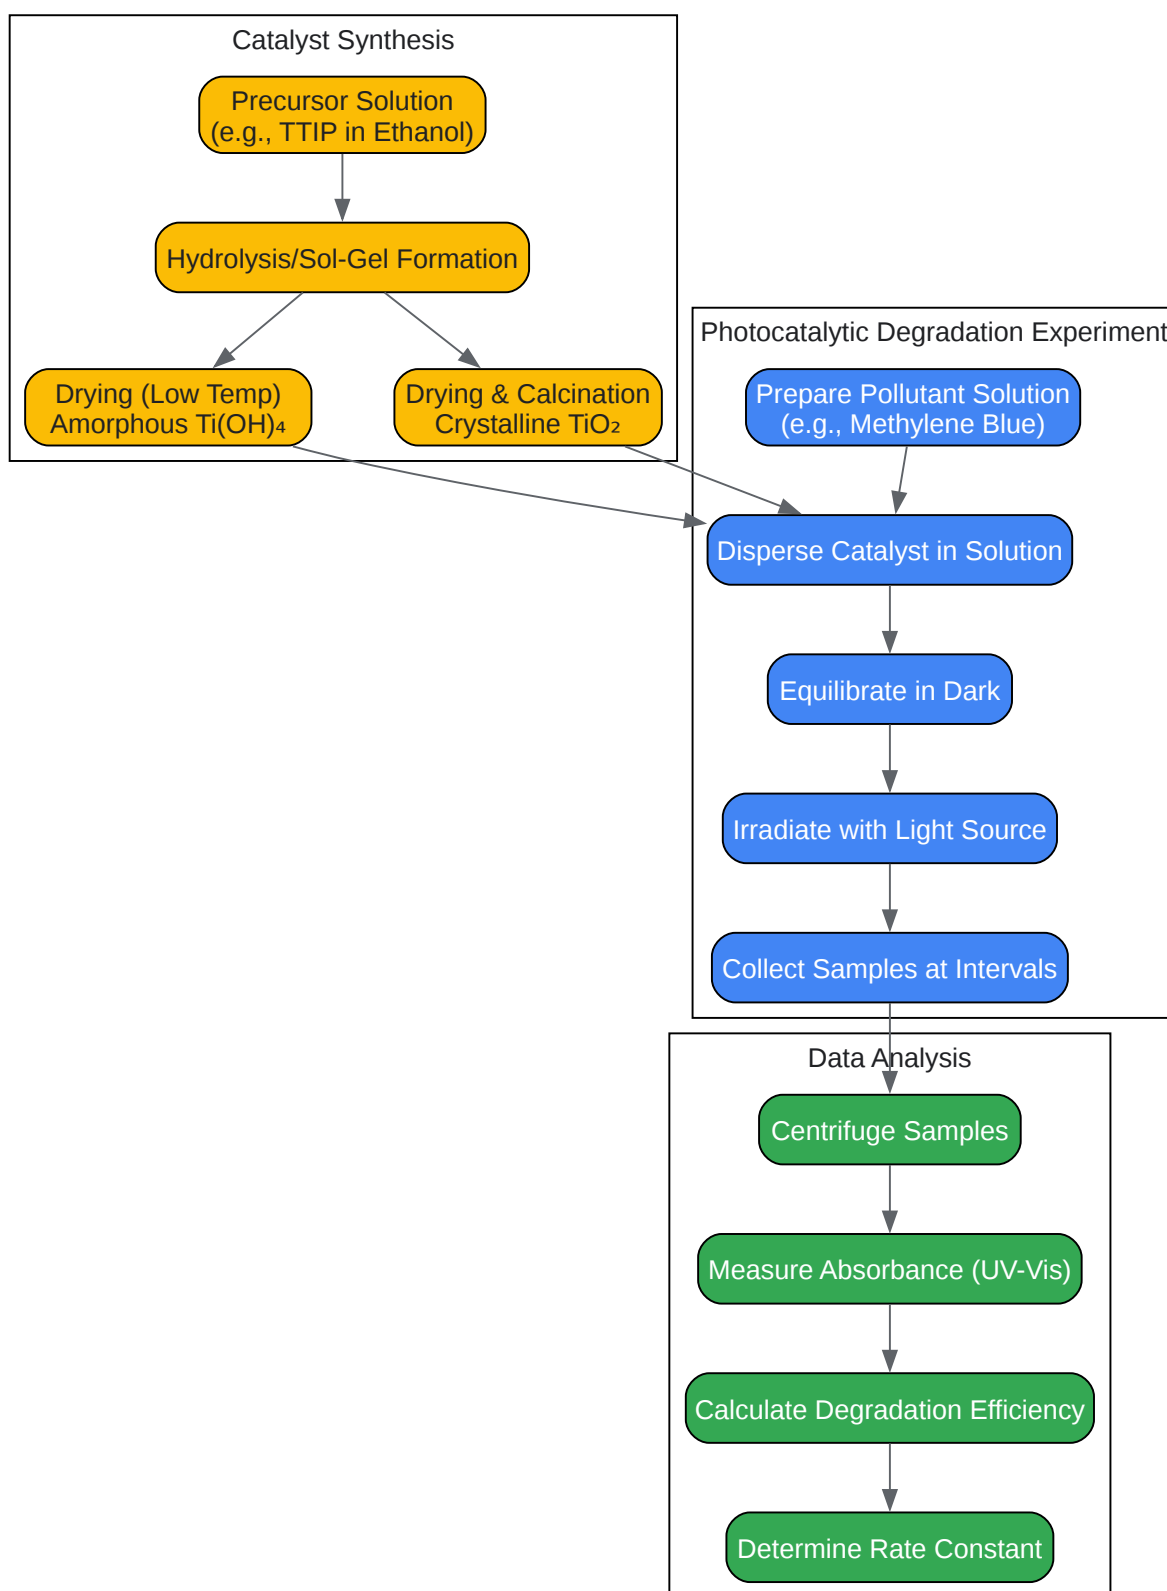 Catalyst Synthesis
Precursor Solution
(e.g., TTIP in Ethanol)
Hydrolysis/Sol-Gel Formation
Drying (Low Temp)
Amorphous Ti(OH)₄
Drying & Calcination
Crystalline TiO₂
Photocatalytic Degradation Experiment
Prepare Pollutant Solution
(e.g., Methylene Blue)
Disperse Catalyst in Solution
Equilibrate in Dark
Irradiate with Light Source
Collect Samples at Intervals
Data Analysis
Centrifuge Samples
Measure Absorbance (UV-Vis)
Calculate Degradation Efficiency
Determine Rate Constant